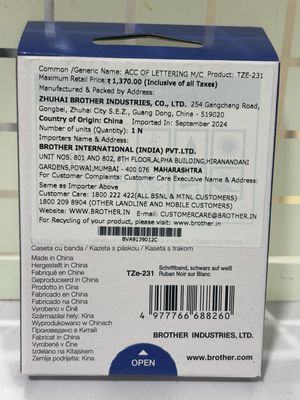 Common /Generic Name: ACC OF LETTERING M/C Product: TZE-231
Maximum Retail Price:₹1,370.00 (Inclusive of all Taxes)
Manufactured & Packed by Address:
ZHUHAI BROTHER INDUSTRIES, CO., LTD. 254 Gangchang Road,
Gongbei, Zhuhai City S.E.Z., Guang Dong, China - 519020
Country of Origin: China Imported In: September 2024
Number of units (Quantity): 1 N
Importer Name and Address:
BROTHER INTERNATIONAL (INDIA) PVT.LTD.
UNIT NOS: 801 AND 802, 8TH FLOOR,ALPHA BUILDING,HIRANANDANI
GARDENS,POWAI,MUMBAI - 400 076 MAHARASHTRA
For Customer Complaints: Customer Care Executive Name & Address:
Same as Importer Above
Customer Care: 1800 222 422(ALL BSNL & MTNL CUSTOMERS)
1800 209 8904 (OTHER LANDLINE AND MOBILE CUSTOMERS)
Website: WWW.BROTHER.IN E-Mail: CUSTOMERCARE@BROTHER.IN
For Recycling of your product, please visit: www.brother.in
8VA9139012C
Caseta cu banda / Kazeta s páskou / Kazeta s trakom
Made in China
Hergestellt in China
Fabriqué en Chine
Geproduceerd in China
Prodotto in Cina
Fabricado en China
Fabricado na China
Vyrobeno v Číně
Származási hely: Kína
Wyprodukowano w Chinach
Произведено в Китай
Fabricat în China
Vyrobené v Číne
Izdelano na Kitajskem
Zemlja podrijetla: Kina
TZe-231
Schriftband, schwarz auf weiß
Ruban Noir sur Blanc
4 977766 688260
BROTHER INDUSTRIES, LTD.
www.brother.com
OPEN